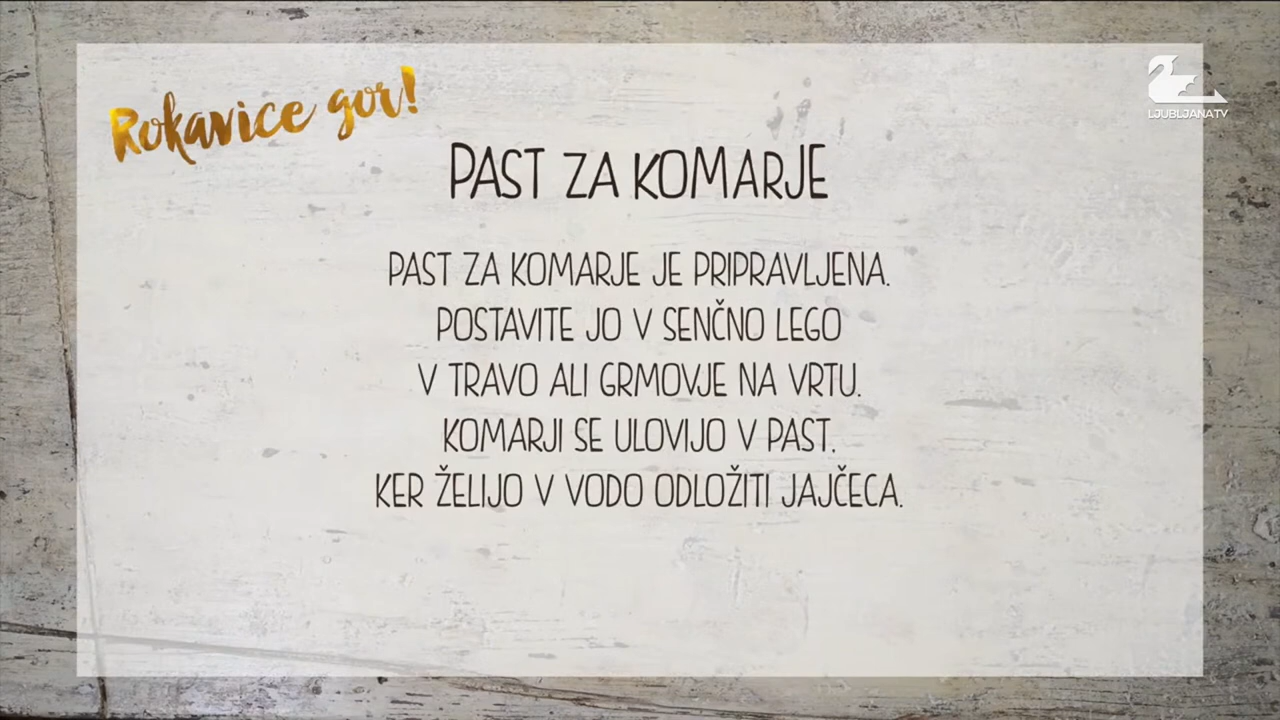 Rokavice gor!
LJUBLJANATV
PAST ZA KOMARJE
PAST ZA KOMARJE JE PRIPRAVLJENA.
POSTAVITE JO V SENČNO LEGO
V TRAVO ALI GRMOVJE NA VRTU.
KOMARJI SE ULOVIJO V PAST.
KER ŽELIJO V VODO ODLOŽITI JAJČECA.